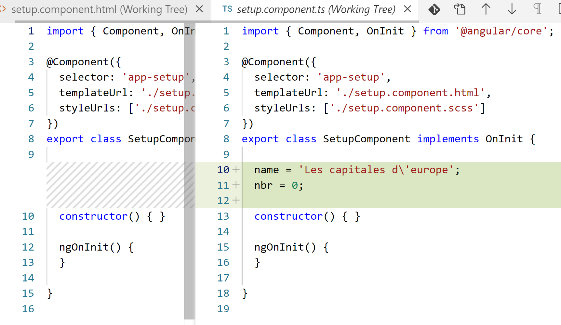 setup.component.html (Working Tree)
TS setup.component.ts (Working Tree)
1 import { Component, OnIn
2
3 @Component({
4 selector: 'app-setup',
5 templateUrl: './setup.
6 styleUrls: ['./setup.c
7 })
8 export class SetupCompon
9
10 constructor() { }
11
12 ngOnInit() {
13 }
14
15 }
16
1 import { Component, OnInit } from '@angular/core';
2
3 @Component({
4 selector: 'app-setup',
5 templateUrl: './setup.component.html',
6 styleUrls: ['./setup.component.scss']
7 })
8 export class SetupComponent implements OnInit {
9
10+ name = 'Les capitales d\'europe';
11+ nbr = 0;
12+
13 constructor() { }
14
15 ngOnInit() {
16 }
17
18 }
19